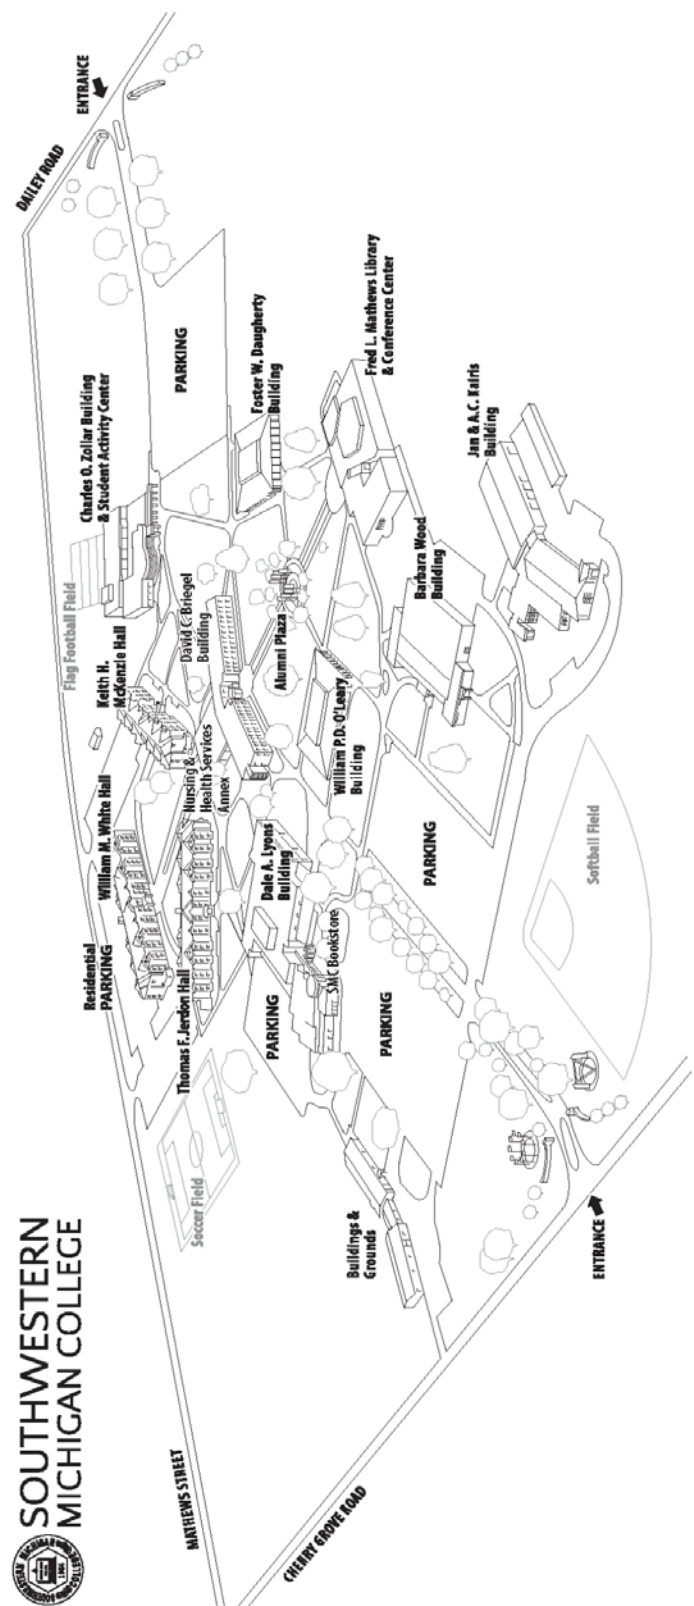 SOUTHWESTERN
MICHIGAN COLLEGE
MATHEWS STREET
CHERRY GROVE ROAD
Soccer Field
Buildings &
Grounds
ENTRANCE
Residential
PARKING
William M. White Hall
Thomas F. Jerdon Hall
PARKING
PARKING
SMC Bookstore
Dale A. Lyons
Building
Nursing &
Health Services
Annex
Keith H.
McKenzie Hall
Flag Football Field
David C. Briegel
Building
Charles O. Zollar Building
& Student Activity Center
Alumni Plaza
William P.D. O'Leary
Building
PARKING
Softball Field
Barbara Wood
Building
Jan & A.C. Kairis
Building
Fred L. Mathews Library
& Conference Center
Foster W. Daugherty
Building
PARKING
DAILEY ROAD
ENTRANCE